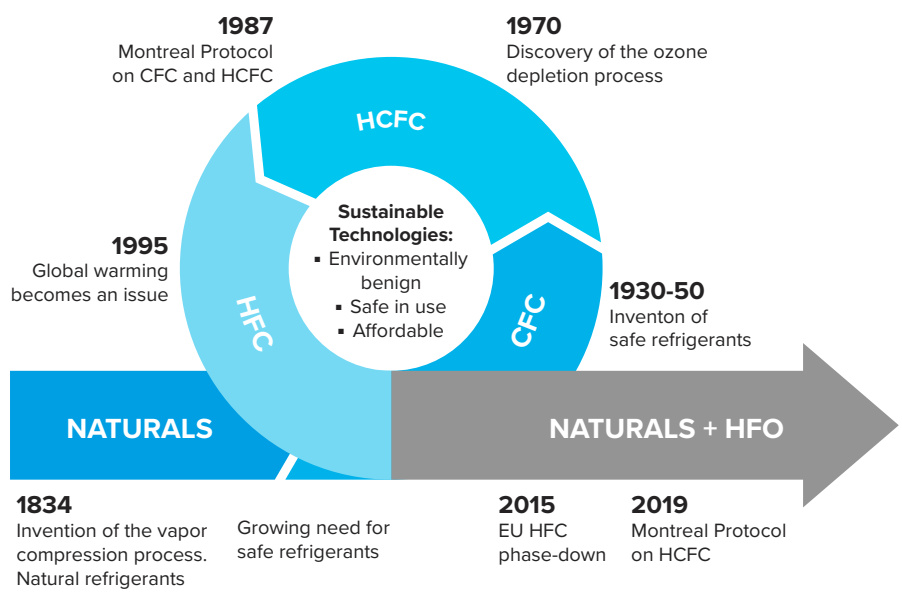 1987
Montreal Protocol
on CFC and HCFC
1970
Discovery of the ozone
depletion process
HCFC
Sustainable
Technologies:
▪ Environmentally
benign
▪ Safe in use
▪ Affordable
1995
Global warming
becomes an issue
HFC
CFC
1930-50
Inventon of
safe refrigerants
NATURALS
NATURALS + HFO
1834
Invention of the vapor
compression process.
Natural refrigerants
Growing need for
safe refrigerants
2015
EU HFC
phase-down
2019
Montreal Protocol
on HCFC